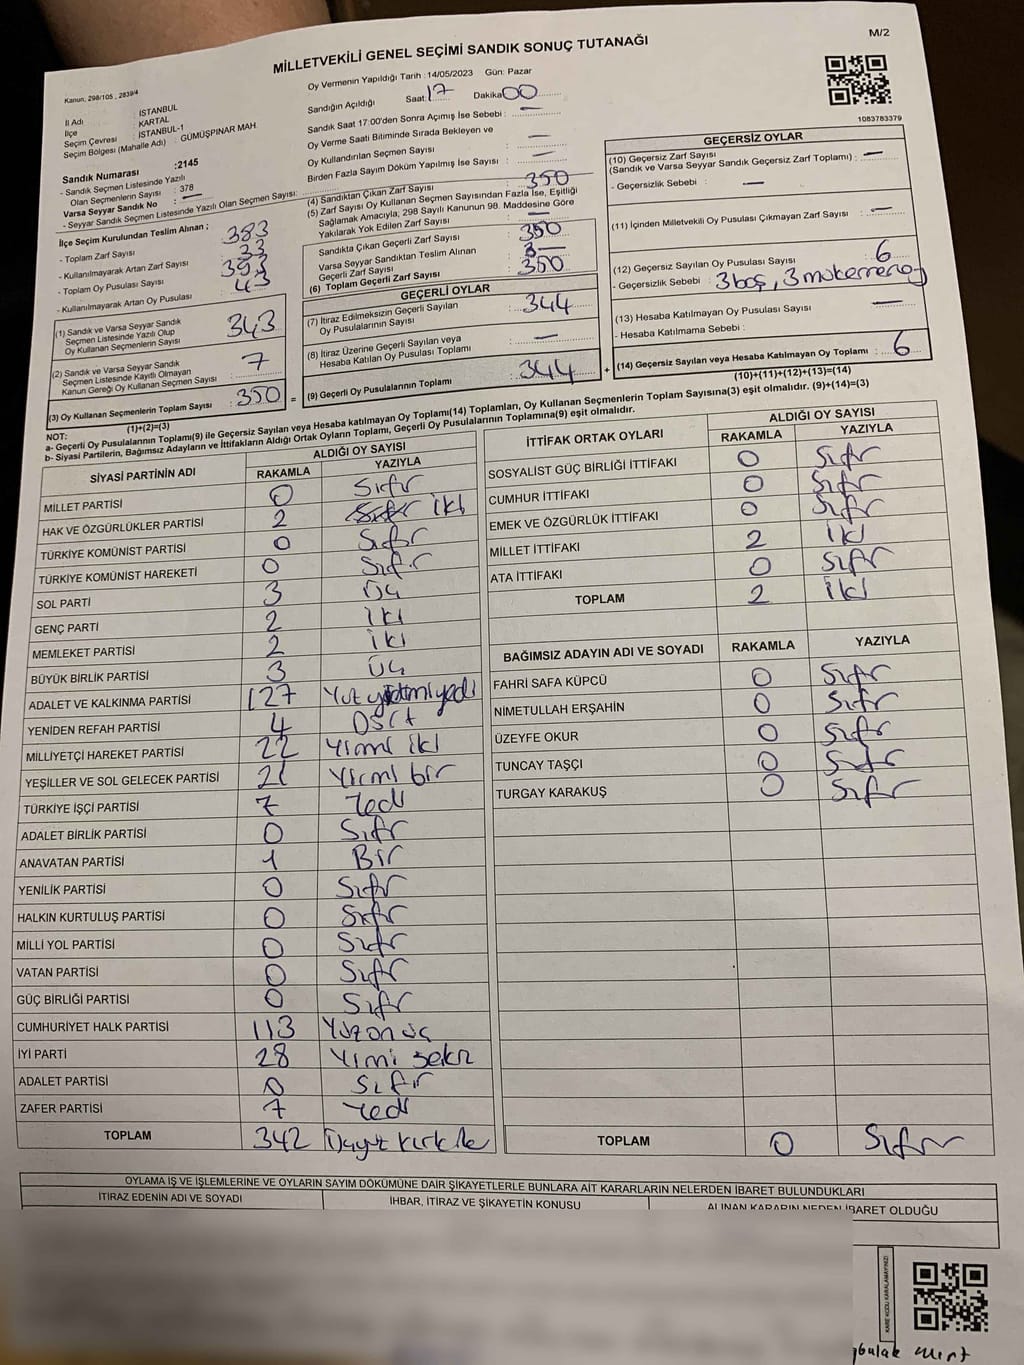 M/2
MİLLETVEKİLİ GENEL SEÇİMİ SANDIK SONUÇ TUTANAĞI
Kanun, 298/105 , 2839/4
İl Adı : İSTANBUL
İlçe : KARTAL
Seçim Çevresi : İSTANBUL-1
Seçim Bölgesi (Mahalle Adı) : GÜMÜŞPINAR MAH
Sandık Numarası :2145
- Sandık Seçmen Listesinde Yazılı
Olan Seçmenlerin Sayısı : 378
Varsa Seyyar Sandık No : —
- Seyyar Sandık Seçmen Listesinde Yazılı Olan Seçmen Sayısı:
İlçe Seçim Kurulundan Teslim Alınan ;
- Toplam Zarf Sayısı 383
- Kullanılmayarak Artan Zarf Sayısı 33
- Toplam Oy Pusulası Sayısı
- Kullanılmayarak Artan Oy Pusulası 43
(1) Sandık ve Varsa Seyyar Sandık
Seçmen Listesinde Yazılı Olup
Oy Kullanan Seçmenlerin Sayısı : 343
(2) Sandık ve Varsa Seyyar Sandık
Seçmen Listesinde Kayıtlı Olmayan
Kanun Gereği Oy Kullanan Seçmen Sayısı : 7
(3) Oy Kullanan Seçmenlerin Toplam Sayısı : 350
(1)+(2)=(3)
Oy Vermenin Yapıldığı Tarih : 14/05/2023 Gün: Pazar
Sandığın Açıldığı Saat 17 Dakika 00
Sandık Saat 17:00'den Sonra Açımış İse Sebebi : —
Oy Verme Saati Bitiminde Sırada Bekleyen ve
Oy Kullandırılan Seçmen Sayısı : —
Birden Fazla Sayım Döküm Yapılmış İse Sayısı : —
(4) Sandıktan Çıkan Zarf Sayısı : 350
(5) Zarf Sayısı Oy Kullanan Seçmen Sayısından Fazla İse, Eşitliği
Sağlamak Amacıyla, 298 Sayılı Kanunun 98. Maddesine Göre
Yakılarak Yok Edilen Zarf Sayısı : —
Sandıkta Çıkan Geçerli Zarf Sayısı : 350
Varsa Seyyar Sandıktan Teslim Alınan
Geçerli Zarf Sayısı
(6) Toplam Geçerli Zarf Sayısı : 350
GEÇERLİ OYLAR
(7) İtiraz Edilmeksizin Geçerli Sayılan
Oy Pusulalarının Sayısı : 344
(8) İtiraz Üzerine Geçerli Sayılan veya
Hesaba Katılan Oy Pusulası Toplamı : —
(9) Geçerli Oy Pusulalarının Toplamı : 344
1083783379
GEÇERSİZ OYLAR
(10) Geçersiz Zarf Sayısı
(Sandık ve Varsa Seyyar Sandık Geçersiz Zarf Toplamı) : —
- Geçersizlik Sebebi : —
(11) İçinden Milletvekili Oy Pusulası Çıkmayan Zarf Sayısı : —
(12) Geçersiz Sayılan Oy Pusulası Sayısı : 6
- Geçersizlik Sebebi : 3 boş, 3
(13) Hesaba Katılmayan Oy Pusulası Sayısı : —
- Hesaba Katılmama Sebebi :
(14) Geçersiz Sayılan veya Hesaba Katılmayan Oy Toplamı : 6
(10)+(11)+(12)+(13)=(14)
NOT:
a- Geçerli Oy Pusulalarının Toplamı(9) ile Geçersiz Sayılan veya Hesaba katılmayan Oy Toplamı(14) Toplamları, Oy Kullanan Seçmenlerin Toplam Sayısına(3) eşit olmalıdır. (9)+(14)=(3)
b- Siyasi Partilerin, Bağımsız Adayların ve İttifakların Aldığı Ortak Oyların Toplamı, Geçerli Oy Pusulalarının Toplamına(9) eşit olmalıdır.
SİYASİ PARTİNİN ADI ALDIĞI OY SAYISI
RAKAMLA YAZIYLA
MİLLET PARTİSİ 0 Sıfır
HAK VE ÖZGÜRLÜKLER PARTİSİ 2 iki
TÜRKİYE KOMÜNİST PARTİSİ 0 Sıfır
TÜRKİYE KOMÜNİST HAREKETİ 0 Sıfır
SOL PARTİ 3 Üç
GENÇ PARTİ 2 iki
MEMLEKET PARTİSİ 2 iki
BÜYÜK BİRLİK PARTİSİ 3 Üç
ADALET VE KALKINMA PARTİSİ 127
YENİDEN REFAH PARTİSİ 4 Dört
MİLLİYETÇİ HAREKET PARTİSİ 22 Yirmi iki
YEŞİLLER VE SOL GELECEK PARTİSİ 21 Yirmi bir
TÜRKİYE İŞÇİ PARTİSİ 7 Yedi
ADALET BİRLİK PARTİSİ 0 Sıfır
ANAVATAN PARTİSİ 1 Bir
YENİLİK PARTİSİ 0 Sıfır
HALKIN KURTULUŞ PARTİSİ 0 Sıfır
MİLLİ YOL PARTİSİ 0 Sıfır
VATAN PARTİSİ 0 Sıfır
GÜÇ BİRLİĞİ PARTİSİ 0 Sıfır
CUMHURİYET HALK PARTİSİ 113 Yüz on üç
İYİ PARTİ 28 Yirmi sekiz
ADALET PARTİSİ 0 Sıfır
ZAFER PARTİSİ 7 Yedi
TOPLAM 342 Üçyüz kırk iki
İTTİFAK ORTAK OYLARI ALDIĞI OY SAYISI
RAKAMLA YAZIYLA
SOSYALİST GÜÇ BİRLİĞİ İTTİFAKI 0 Sıfır
CUMHUR İTTİFAKI 0 Sıfır
EMEK VE ÖZGÜRLÜK İTTİFAKI 0 Sıfır
MİLLET İTTİFAKI 2 iki
ATA İTTİFAKI 0 Sıfır
TOPLAM 2 iki
BAĞIMSIZ ADAYIN ADI VE SOYADI RAKAMLA YAZIYLA
FAHRİ SAFA KÜPCÜ 0 Sıfır
NİMETULLAH ERŞAHİN 0 Sıfır
ÜZEYFE OKUR 0 Sıfır
TUNCAY TAŞÇI 0 Sıfır
TURGAY KARAKUŞ 0 Sıfır
TOPLAM 0 Sıfır
OYLAMA İŞ VE İŞLEMLERİNE VE OYLARIN SAYIM DÖKÜMÜNE DAİR ŞİKAYETLERLE BUNLARA AİT KARARLARIN NELERDEN İBARET BULUNDUKLARI
İTİRAZ EDENİN ADI VE SOYADI İHBAR, İTİRAZ VE ŞİKAYETİN KONUSU ALINAN KARARIN NEDEN İBARET OLDUĞU
KARE KODU KARALAMAYINIZ!